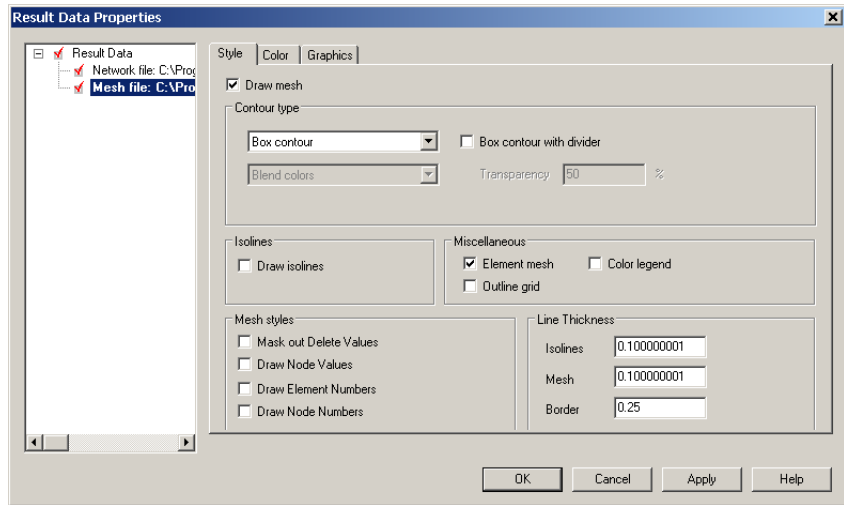 Result Data Properties
Result Data
Network file: C:\Prog
Mesh file: C:\Pro
Style Color Graphics
Draw mesh
Contour type
Box contour
Box contour with divider
Blend colors
Transparency 50 %
Isolines
Draw isolines
Miscellaneous
Element mesh
Color legend
Outline grid
Mesh styles
Mask out Delete Values
Draw Node Values
Draw Element Numbers
Draw Node Numbers
Line Thickness
Isolines 0.100000001
Mesh 0.100000001
Border 0.25
OK Cancel Apply Help